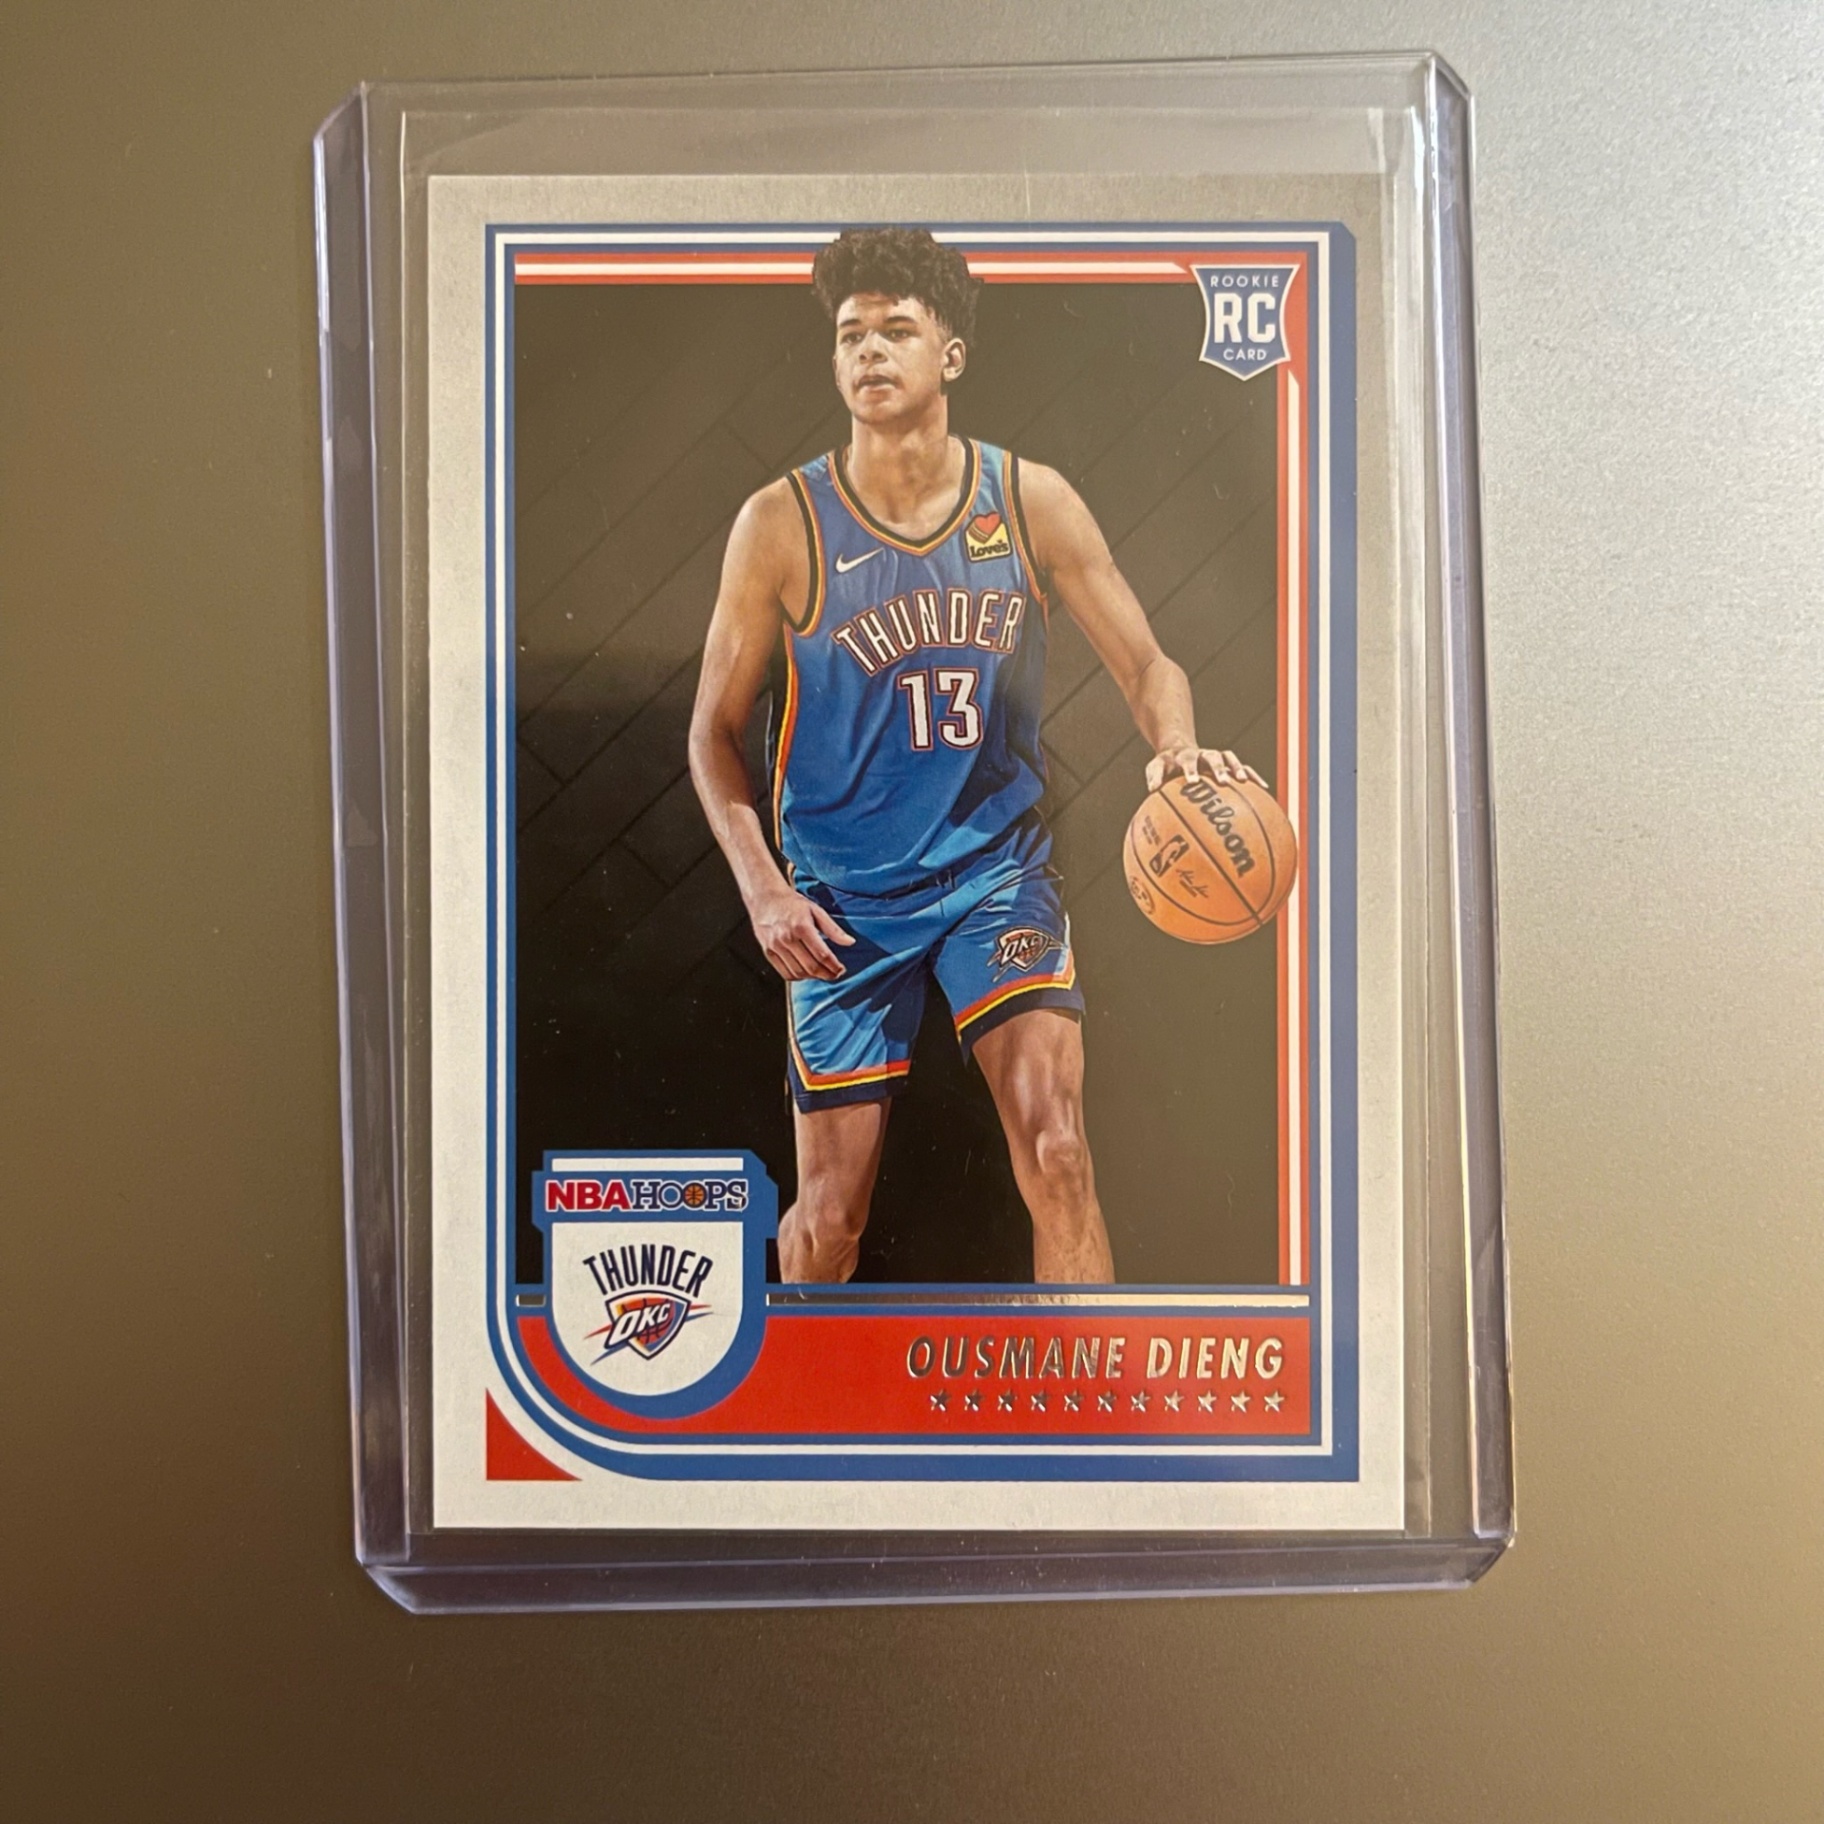 ROOKIE
RC
CARD
Love's
THUNDER
13
Wilson
OKC
NBA HOOPS
THUNDER
OKC
OUSMANE DIENG